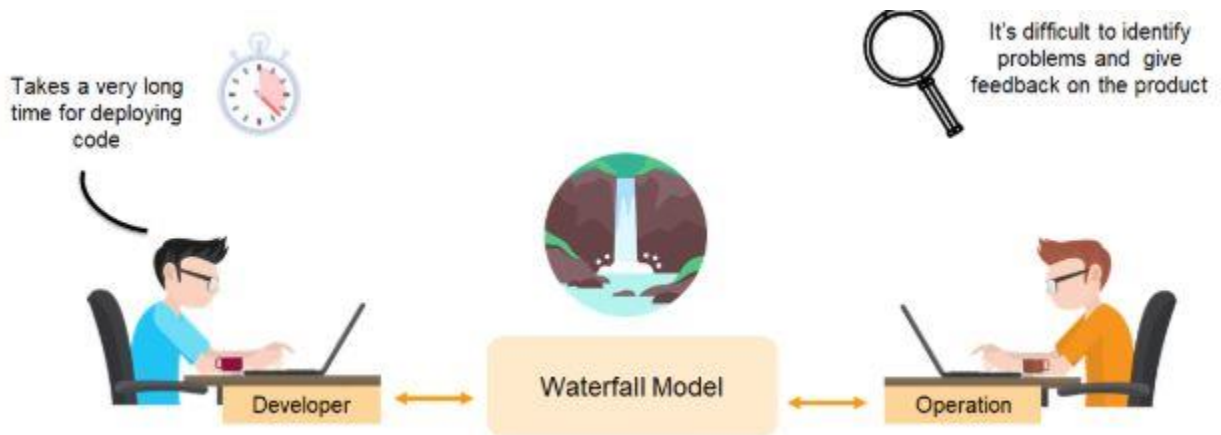 Takes a very long
time for deploying
code
It's difficult to identify
problems and give
feedback on the product
Waterfall Model
Developer
Operation